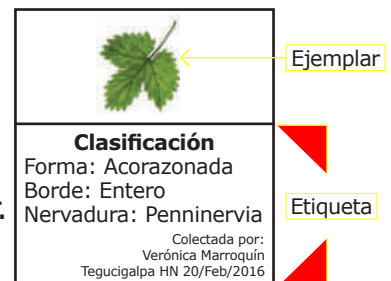 Ejemplar
Clasificación
Forma: Acorazonada
Borde: Entero
Nervadura: Penninervia
Etiqueta
Colectada por:
Verónica Marroquín
Tegucigalpa HN 20/Feb/2016